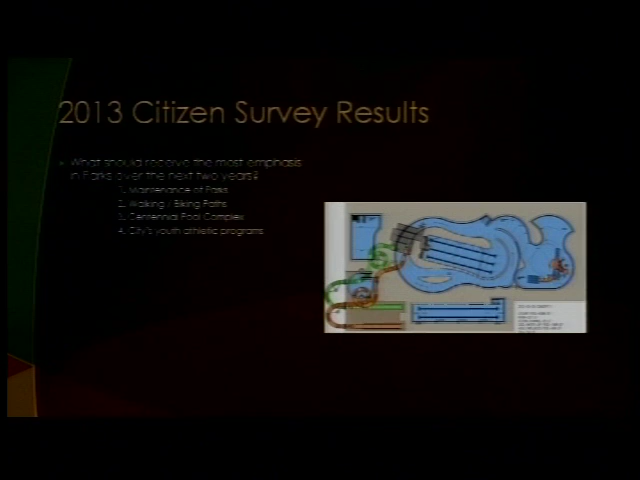 2013 Citizen Survey Results
What should receive the most emphasis
in Parks over the next two years?
1. Maintenance of Parks
2. Walking / Biking Paths
3. Centennial Pool Complex
4. City's youth athletic programs